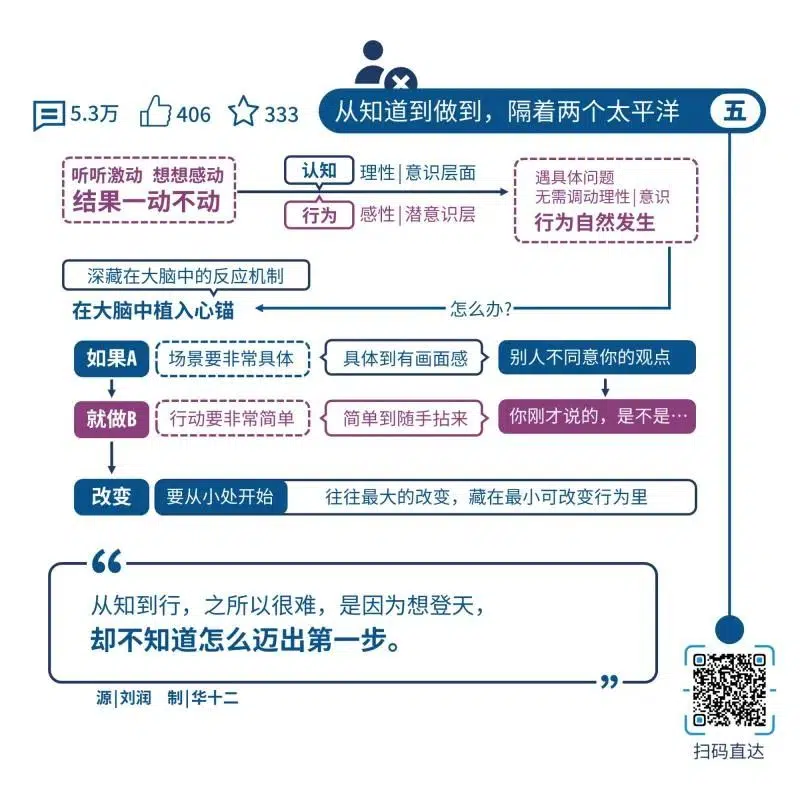 5.3万 406 333 从知道到做到，隔着两个太平洋 五
听听激动 想想感动
结果一动不动
认知 理性|意识层面
行为 感性|潜意识层
遇具体问题
无需调动理性|意识
行为自然发生
深藏在大脑中的反应机制
在大脑中植入心锚
怎么办?
如果A 场景要非常具体 具体到有画面感 别人不同意你的观点
就做B 行动要非常简单 简单到随手拈来 你刚才说的，是不是…
改变 要从小处开始 往往最大的改变，藏在最小可改变行为里
“
从知到行，之所以很难，是因为想登天，
却不知道怎么迈出第一步。
”
源|刘润 制|华十二
扫码直达